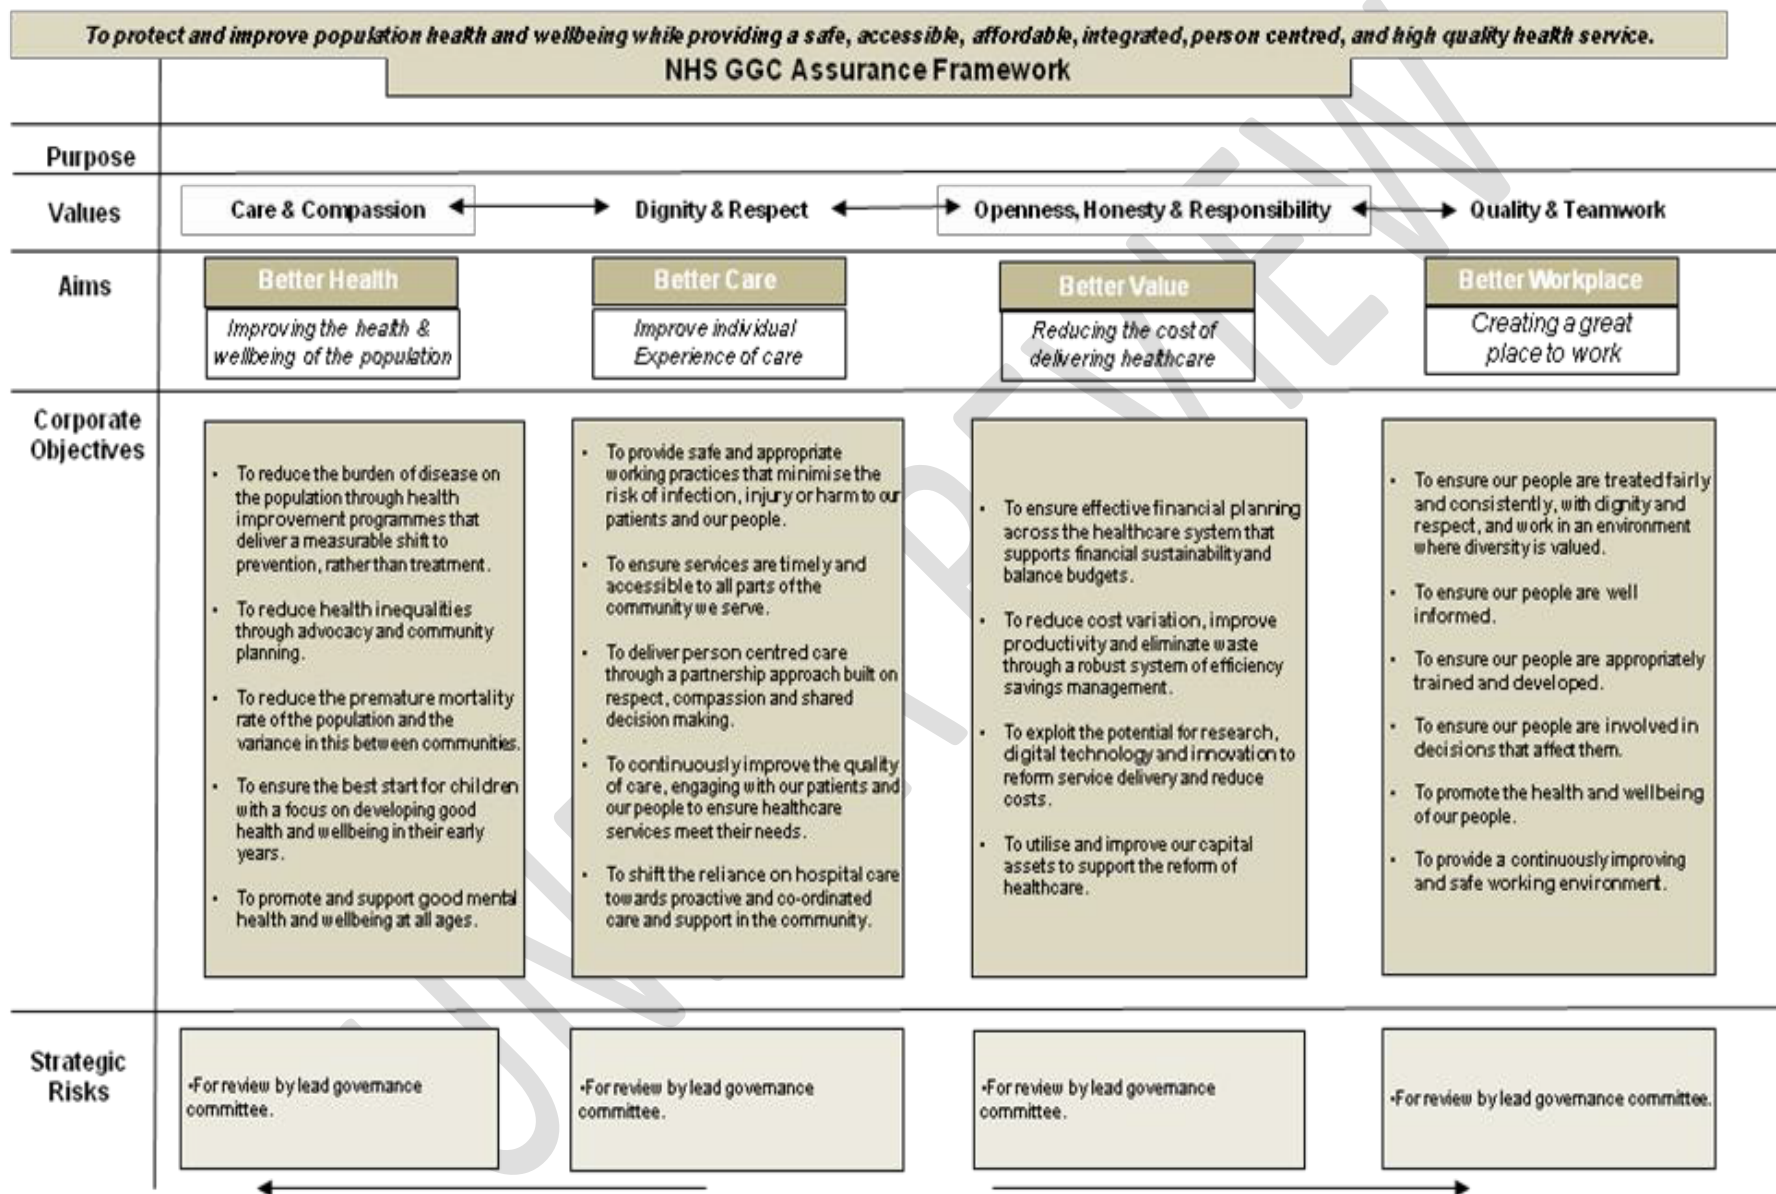 To protect and improve population health and wellbeing while providing a safe, accessible, affordable, integrated, person centred, and high quality health service.
NHS GGC Assurance Framework
Purpose
Values
Care & Compassion
Dignity & Respect
Openness, Honesty & Responsibility
Quality & Teamwork
Aims
Better Health
Improving the health &
wellbeing of the population
Better Care
Improve individual
Experience of care
Better Value
Reducing the cost of
delivering healthcare
Better Workplace
Creating a great
place to work
Corporate
Objectives
• To reduce the burden of disease on
the population through health
improvement programmes that
deliver a measurable shift to
prevention, rather than treatment.
• To reduce health inequalities
through advocacy and community
planning.
• To reduce the premature mortality
rate of the population and the
variance in this between communities.
• To ensure the best start for children
with a focus on developing good
health and wellbeing in their early
years.
• To promote and support good mental
health and wellbeing at all ages.
• To provide safe and appropriate
working practices that minimise the
risk of infection, injury or harm to our
patients and our people.
• To ensure services are timely and
accessible to all parts of the
community we serve.
• To deliver person centred care
through a partnership approach built on
respect, compassion and shared
decision making.
•
• To continuously improve the quality
of care, engaging with our patients and
our people to ensure healthcare
services meet their needs.
• To shift the reliance on hospital care
towards proactive and co-ordinated
care and support in the community.
• To ensure effective financial planning
across the healthcare system that
supports financial sustainability and
balance budgets.
• To reduce cost variation, improve
productivity and eliminate waste
through a robust system of efficiency
savings management.
• To exploit the potential for research,
digital technology and innovation to
reform service delivery and reduce
costs.
• To utilise and improve our capital
assets to support the reform of
healthcare.
• To ensure our people are treated fairly
and consistently, with dignity and
respect, and work in an environment
where diversity is valued.
• To ensure our people are well
informed.
• To ensure our people are appropriately
trained and developed.
• To ensure our people are involved in
decisions that affect them.
• To promote the health and wellbeing
of our people.
• To provide a continuously improving
and safe working environment.
Strategic
Risks
•For review by lead governance
committee.
•For review by lead governance
committee.
•For review by lead governance
committee.
•For review by lead governance committee.